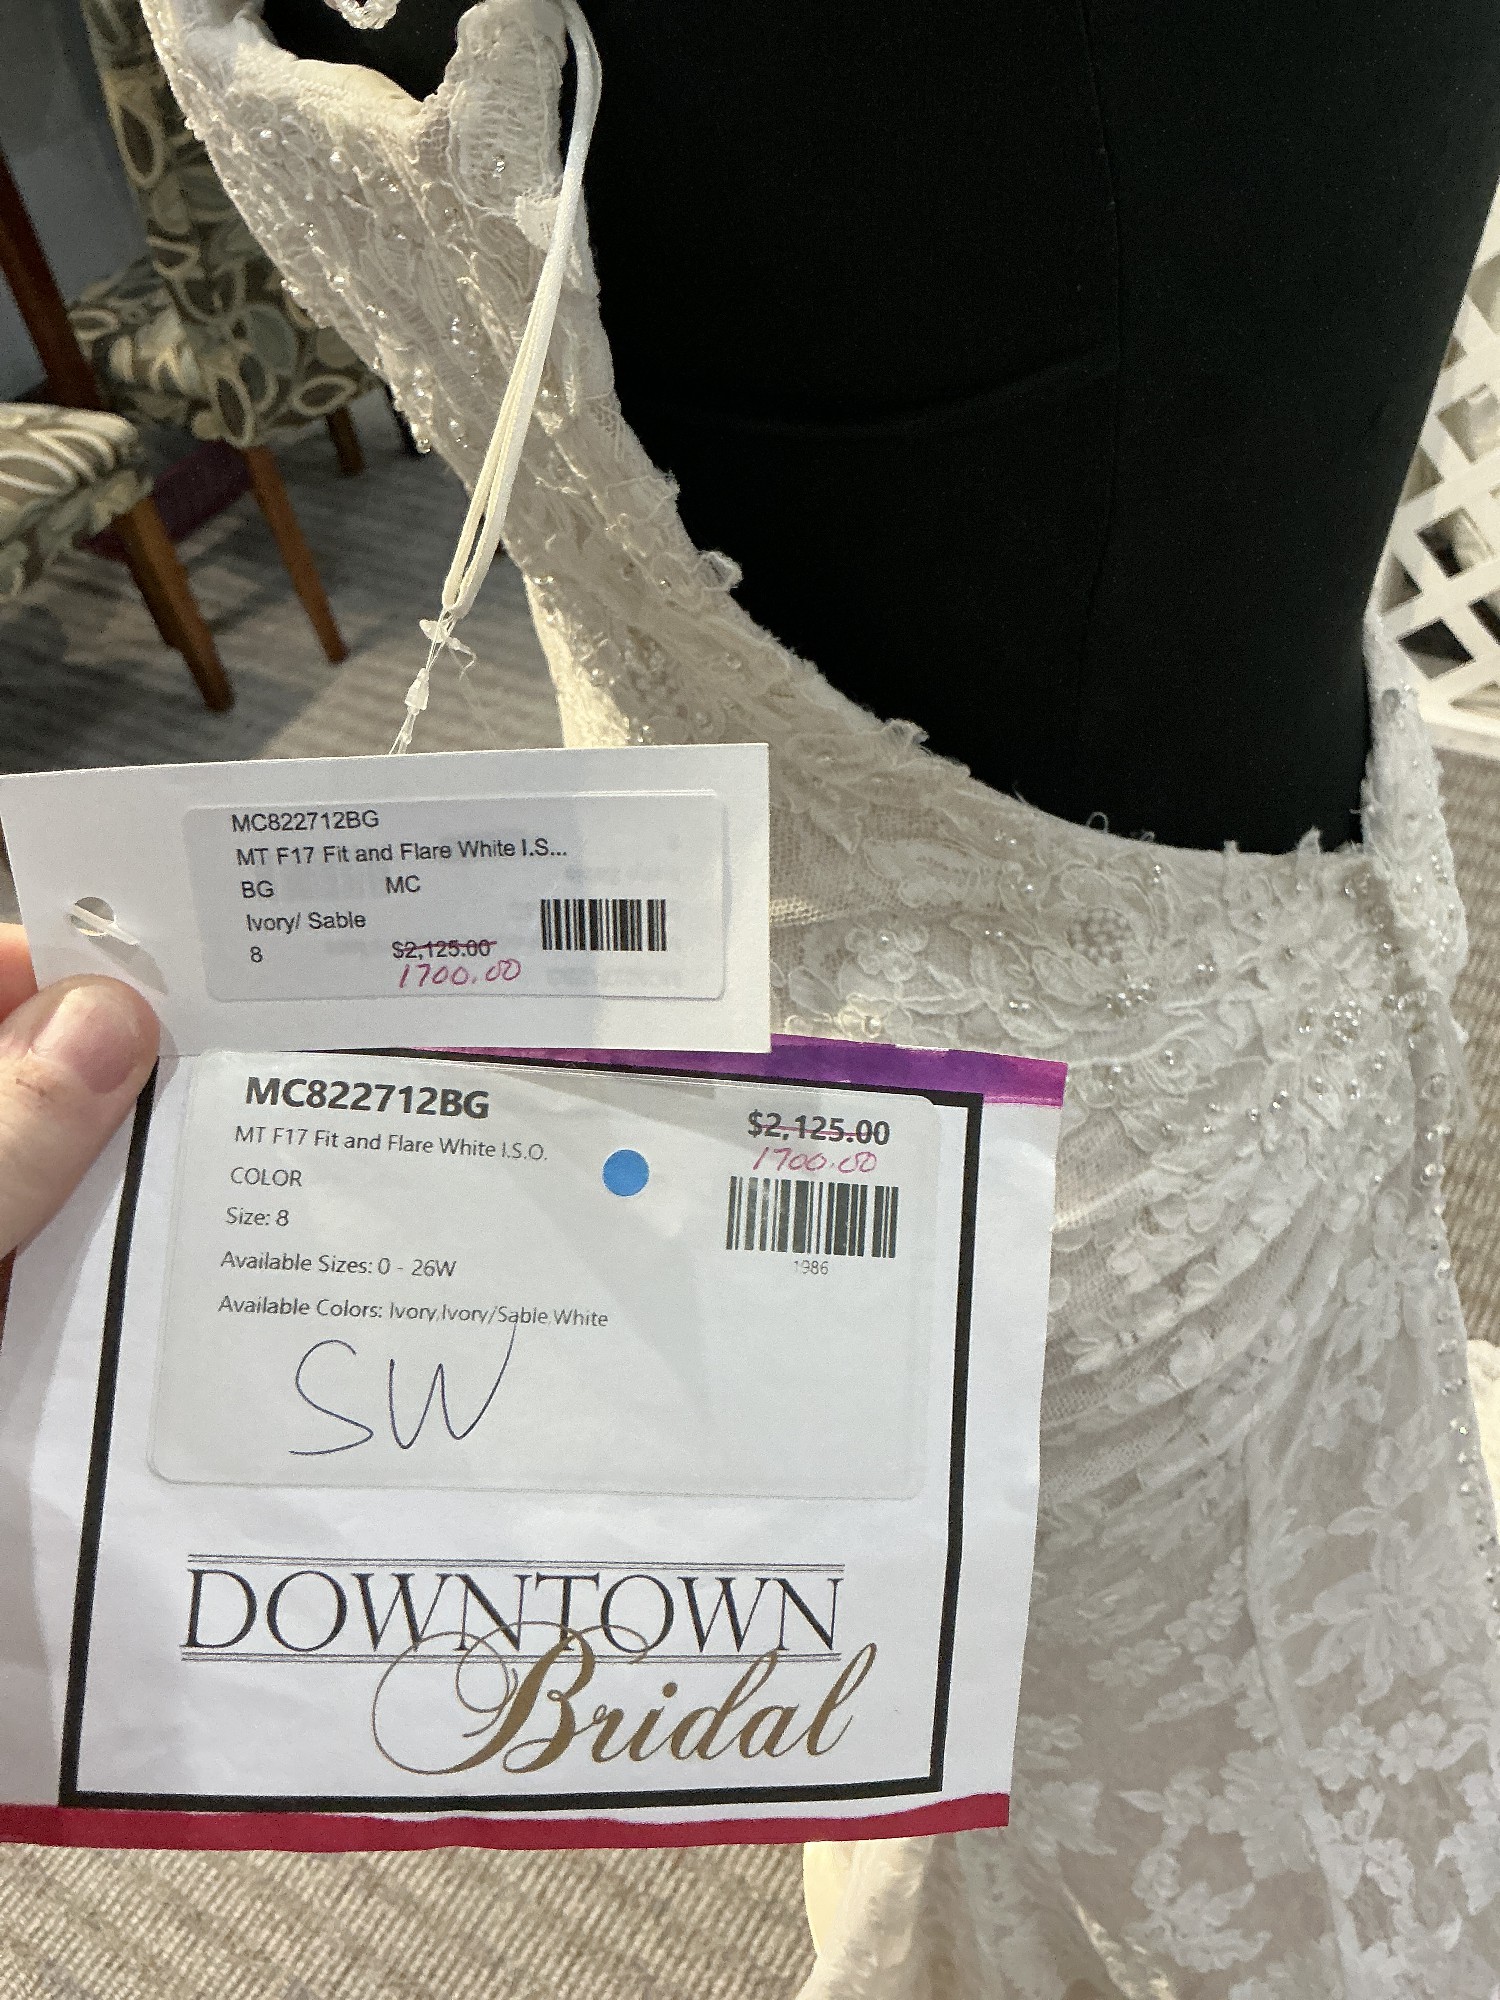 MC822712BG
MT F17 Fit and Flare White I.S...
BG MC
Ivory/ Sable
8 $2,125.00
1700.00
MC822712BG
$2,125.00
MT F17 Fit and Flare White I.S.O.
1700.00
COLOR
Size: 8
Available Sizes: 0 - 26W
1986
Available Colors: Ivory,Ivory/Sable,White
SW
DOWNTOWN
Bridal